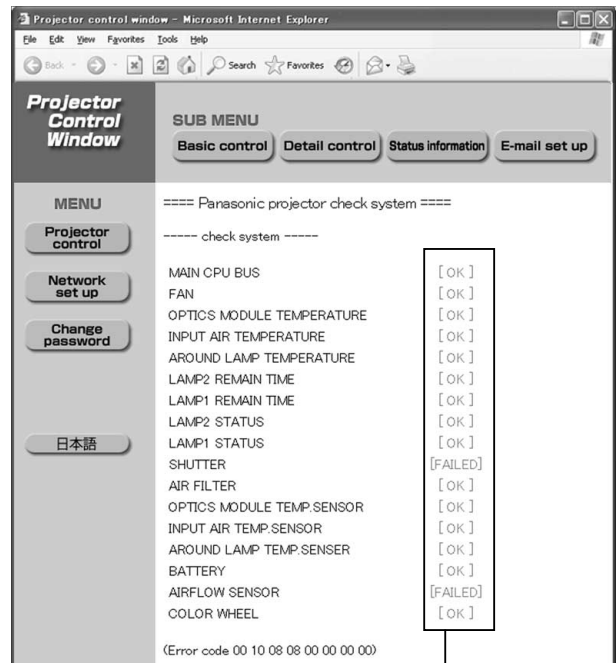 Projector control window - Microsoft Internet Explorer
File Edit View Favorites Tools Help
Back Search Favorites
Projector
Control
Window
SUB MENU
Basic control Detail control Status information E-mail set up
MENU
Projector
control
Network
set up
Change
password
日本語
==== Panasonic projector check system ====
----- check system -----
MAIN CPU BUS [ OK ]
FAN [ OK ]
OPTICS MODULE TEMPERATURE [ OK ]
INPUT AIR TEMPERATURE [ OK ]
AROUND LAMP TEMPERATURE [ OK ]
LAMP2 REMAIN TIME [ OK ]
LAMP1 REMAIN TIME [ OK ]
LAMP2 STATUS [ OK ]
LAMP1 STATUS [ OK ]
SHUTTER [FAILED]
AIR FILTER [ OK ]
OPTICS MODULE TEMP.SENSOR [ OK ]
INPUT AIR TEMP.SENSOR [ OK ]
AROUND LAMP TEMP.SENSER [ OK ]
BATTERY [ OK ]
AIRFLOW SENSOR [FAILED]
COLOR WHEEL [ OK ]
(Error code 00 10 08 08 00 00 00 00)